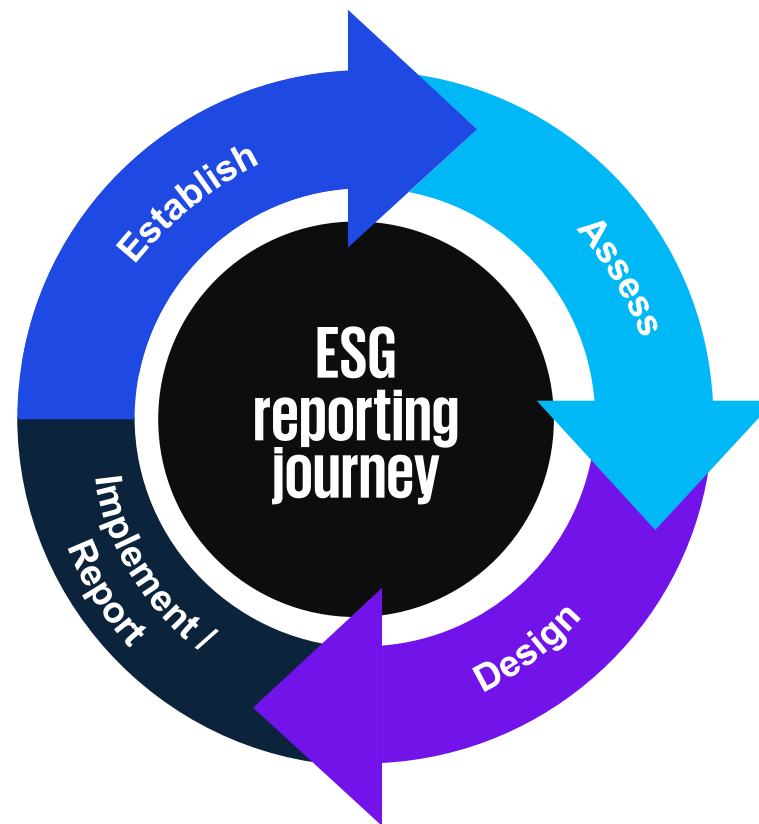 Establish
Assess
ESG
reporting
journey
Implement /
Report
Design